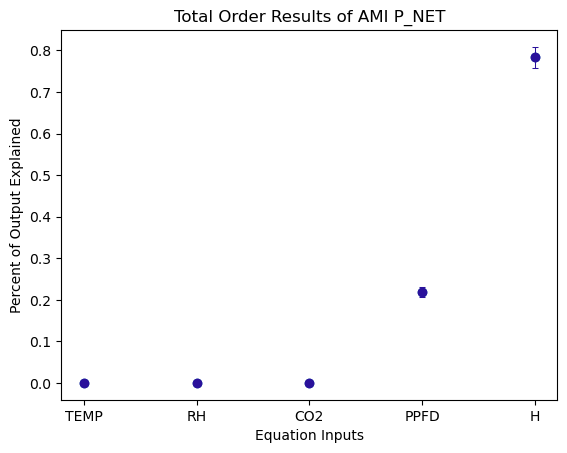 Total Order Results of AMI P_NET
Percent of Output Explained
0.8
0.7
0.6
0.5
0.4
0.3
0.2
0.1
0.0
TEMP RH CO2 PPFD H
Equation Inputs